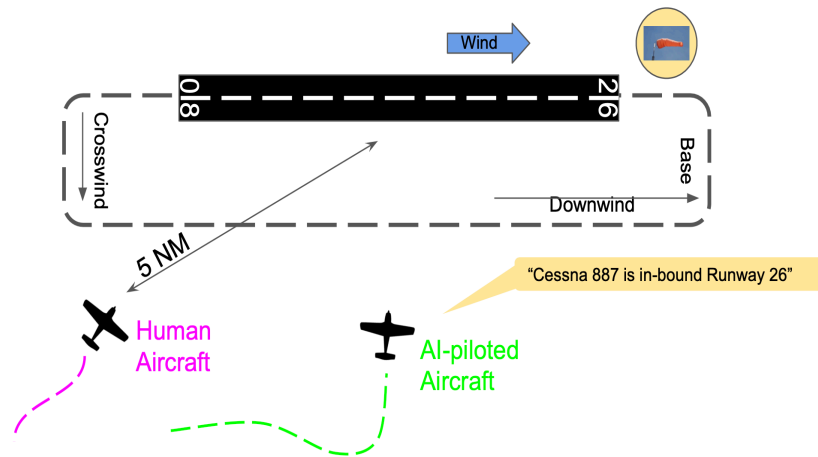 Wind
08
26
Crosswind
Base
Downwind
5 NM
“Cessna 887 is in-bound Runway 26”
Human
Aircraft
AI-piloted
Aircraft